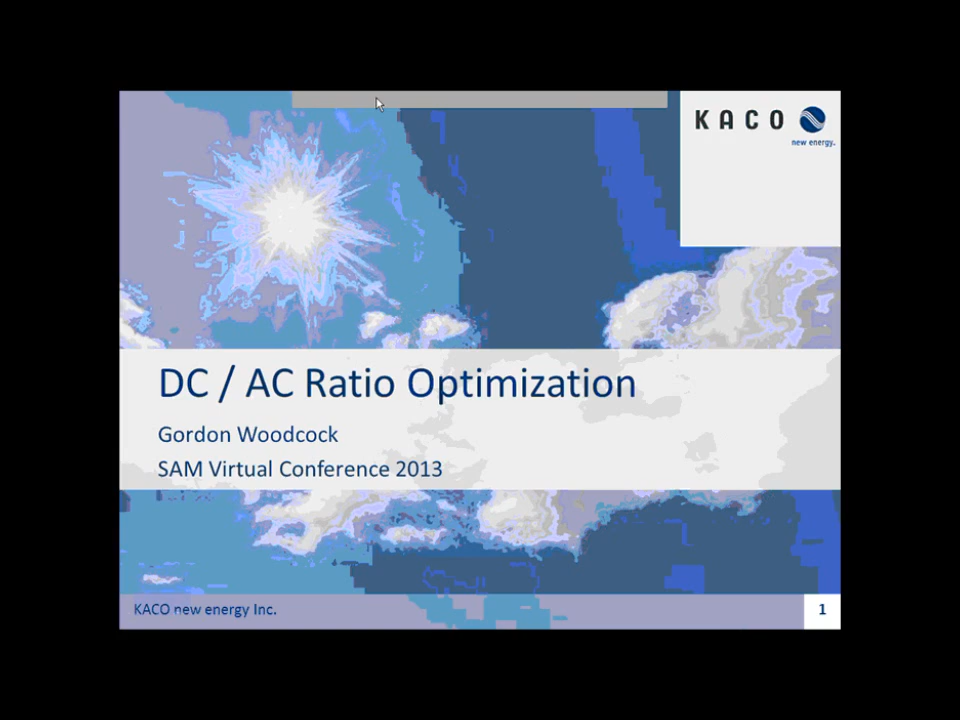 KACO
new energy.
DC / AC Ratio Optimization
Gordon Woodcock
SAM Virtual Conference 2013
KACO new energy Inc.
1